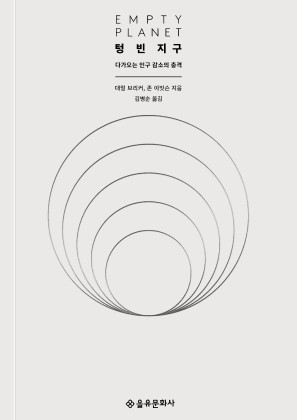 EMPTY
PLANET
텅 빈 지구
다가오는 인구 감소의 충격
대럴 브리커, 존 이빗슨 지음
김병순 옮김
을유문화사